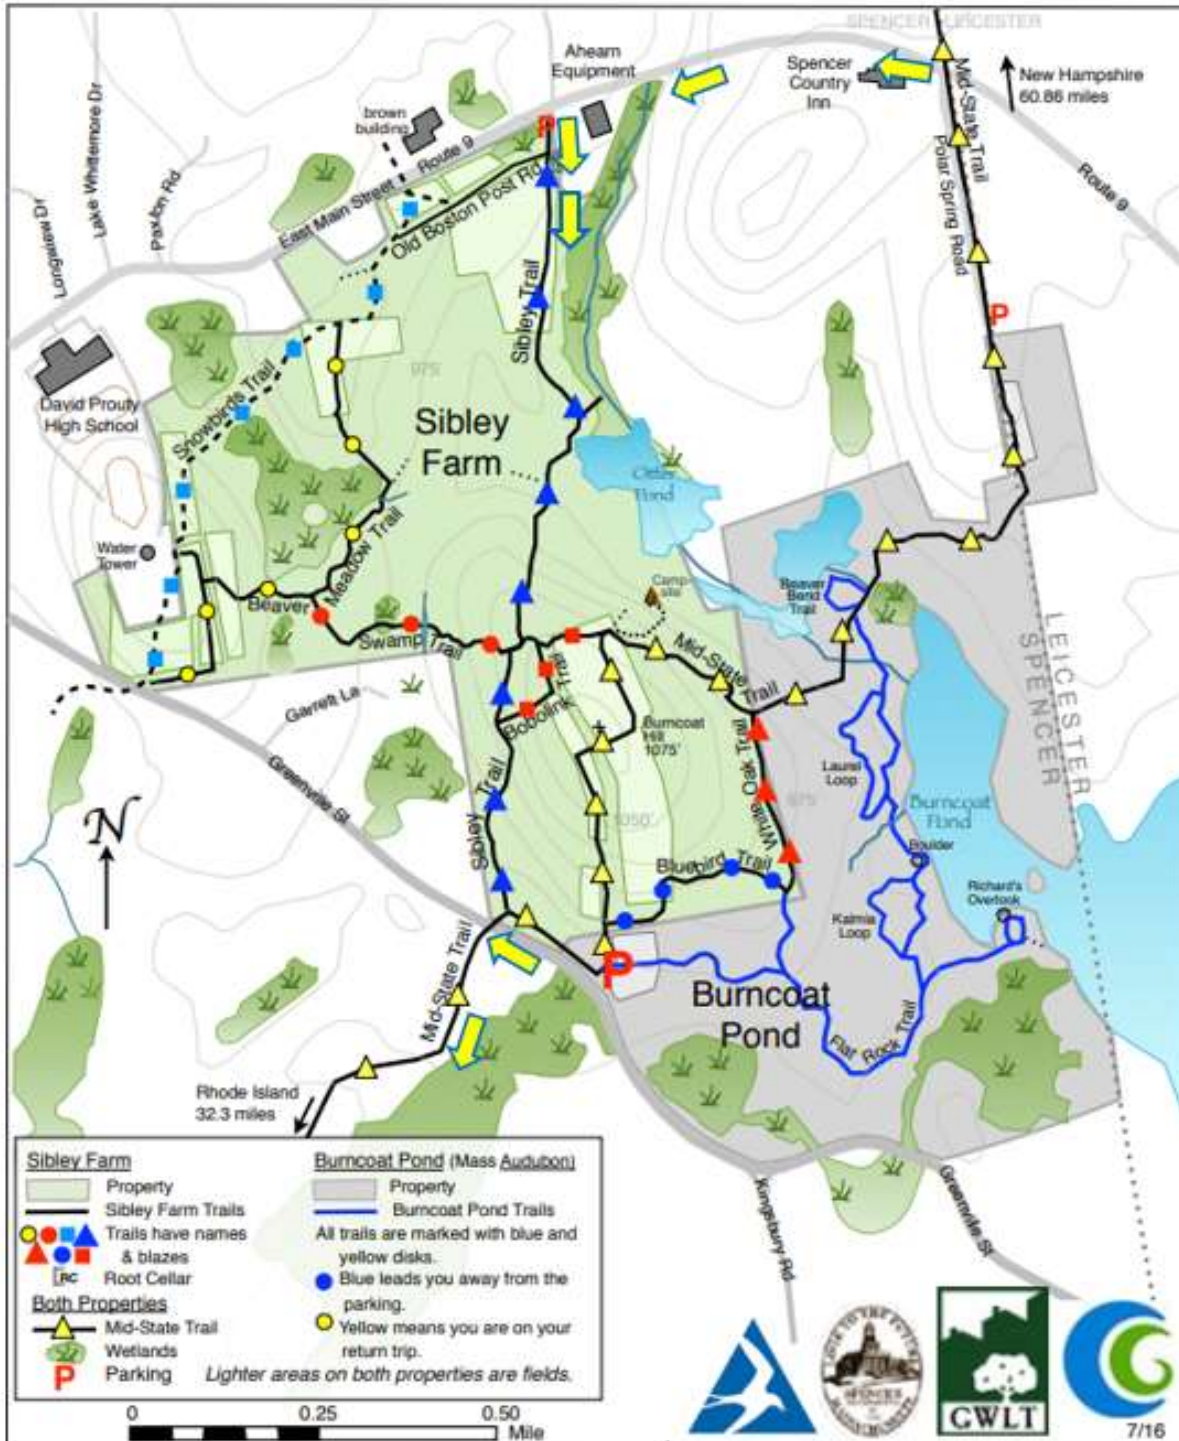 SPENCER LEICESTER
Ahearn
Equipment
Spencer
Country
Inn
Mid-State Trail
Polar Spring Road
New Hampshire
60.86 miles
Route 9
brown
building
Longview Dr
Lake Whittemore Dr
Paxton Rd
East Main Street
Route 9
Old Boston Post Road
P
P
Sibley Trail
David Prouty
High School
Snowbirds Trail
975'
Sibley
Farm
Otter
Pond
Water
Tower
Beaver
Meadow Trail
Camp-
site
Beaver
Bend
Trail
Swamp Trail
Mid-State
Trail
LEICESTER
SPENCER
Garrett La
Bobolink Trail
Burncoat
Hill
1075'
White Oak Trail
975
Laurel
Loop
Burncoat
Pond
Greenville St
N
Sibley Trail
1050'
Bluebird Trail
Boulder
Kalmia
Loop
Richard's
Overlook
Mid-State Trail
P
Burncoat
Pond
Flat Rock Trail
Rhode Island
32.3 miles
Kingsbury Rd
Greenville St
Sibley Farm
Property
Sibley Farm Trails
Trails have names
& blazes
RC Root Cellar
Both Properties
Mid-State Trail
Wetlands
P Parking
Burncoat Pond (Mass Audubon)
Property
Burncoat Pond Trails
All trails are marked with blue and
yellow disks.
Blue leads you away from the
parking.
Yellow means you are on your
return trip.
Lighter areas on both properties are fields.
0 0.25 0.50
Mile
SPENCER
GWLT
7/16